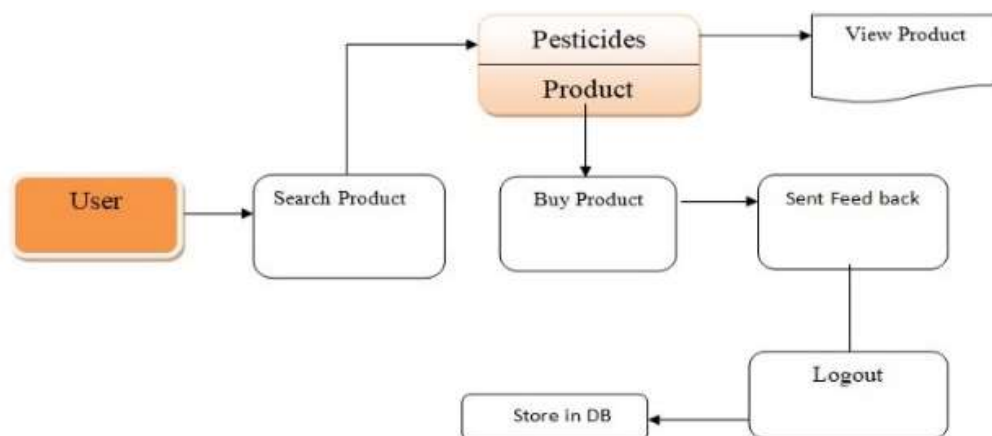 Pesticides
View Product
Product
User
Search Product
Buy Product
Sent Feed back
Logout
Store in DB